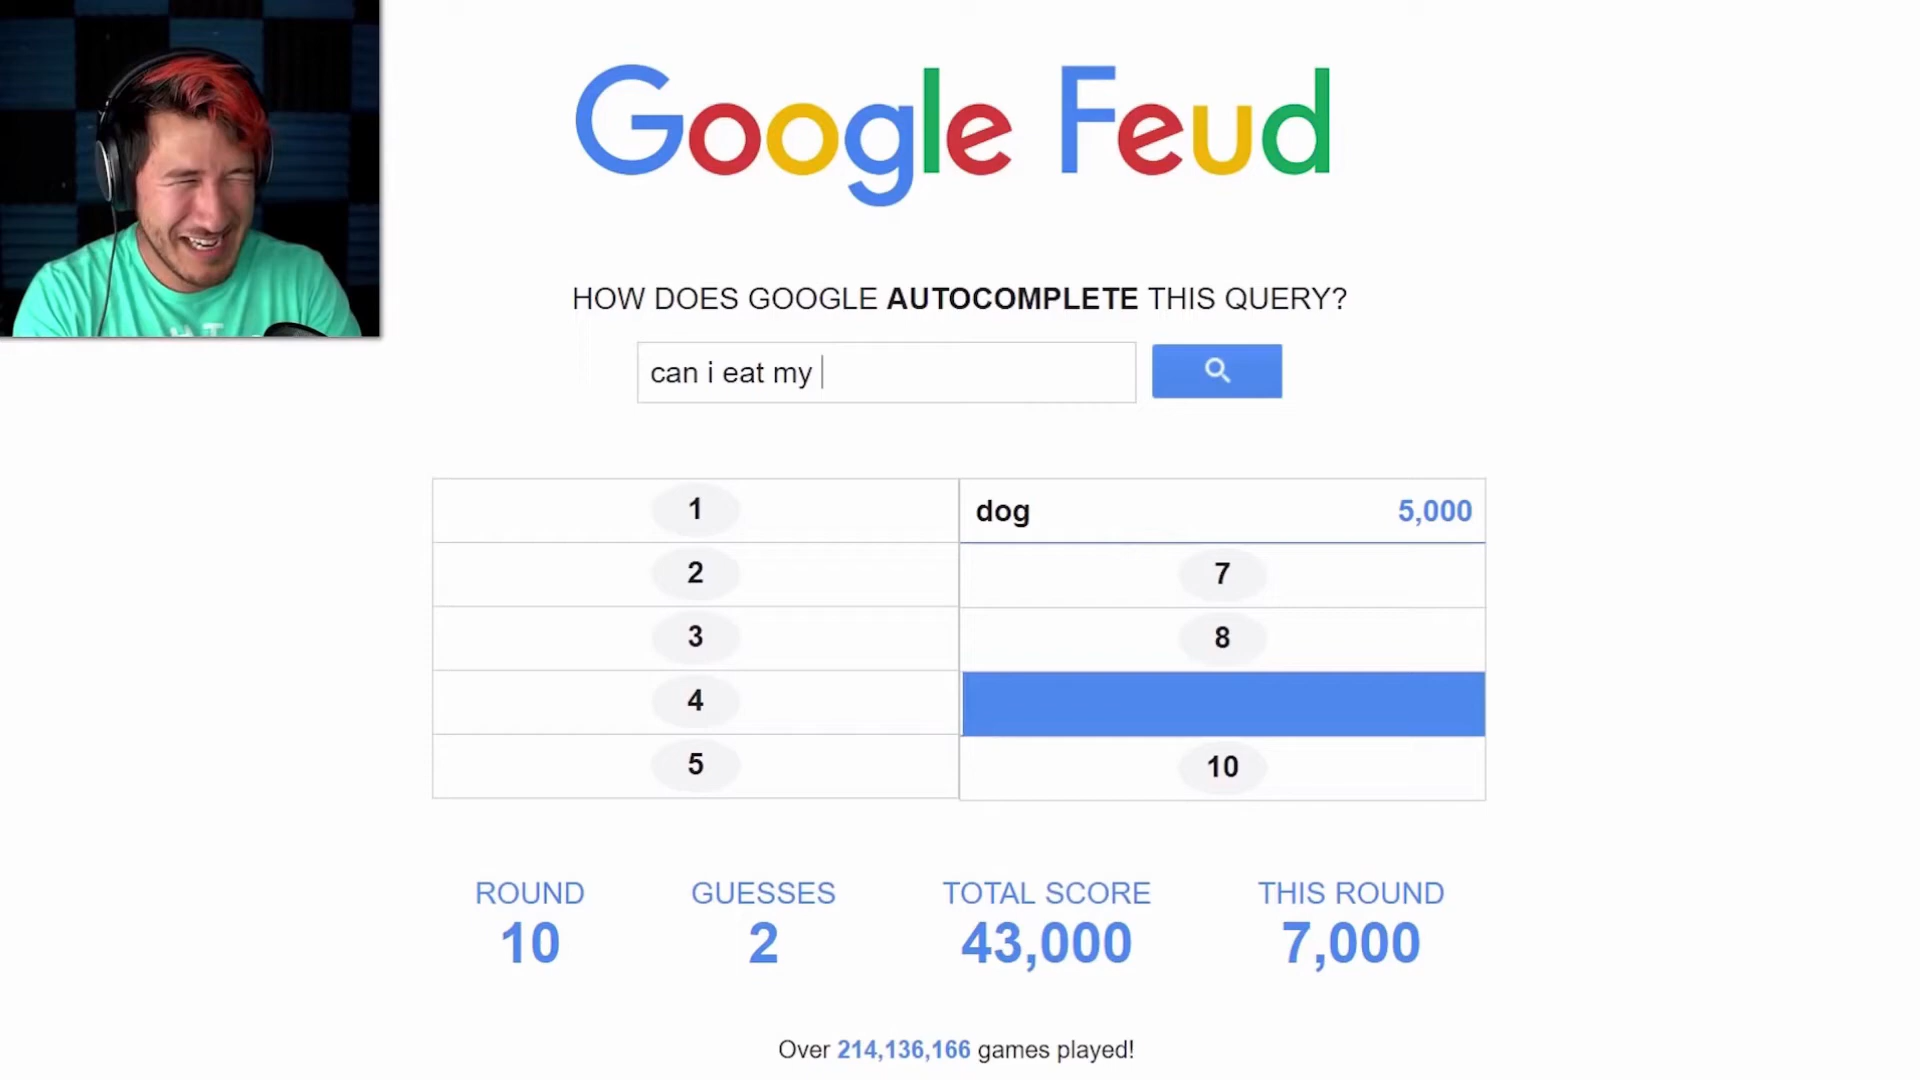 Google Feud
HOW DOES GOOGLE AUTOCOMPLETE THIS QUERY?
can i eat my
1
2
3
4
5
dog 5,000
7
8
10
ROUND
10
GUESSES
2
TOTAL SCORE
43,000
THIS ROUND
7,000
Over 214,136,166 games played!